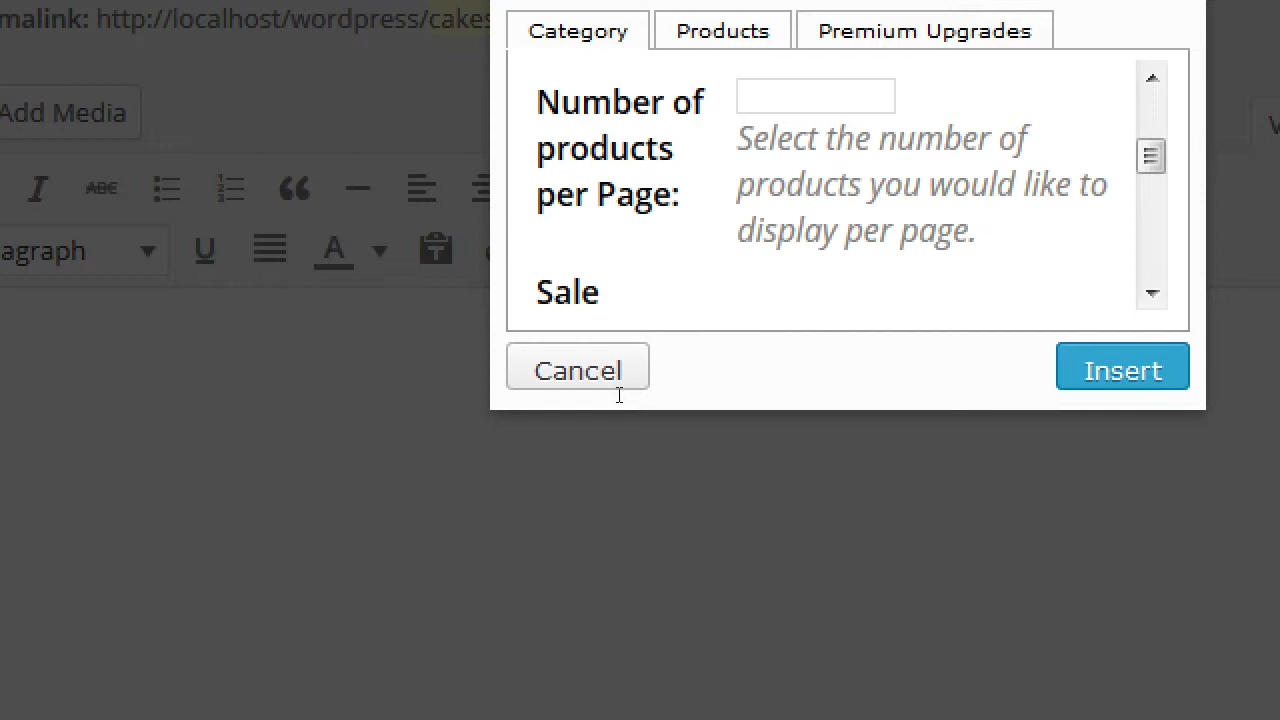 malink: http://localhost/wordpress/cakes
Category Products Premium Upgrades
Add Media
Number of
products
per Page:
Select the number of
products you would like to
display per page.
I ABC U A T
agraph
Sale
Cancel Insert